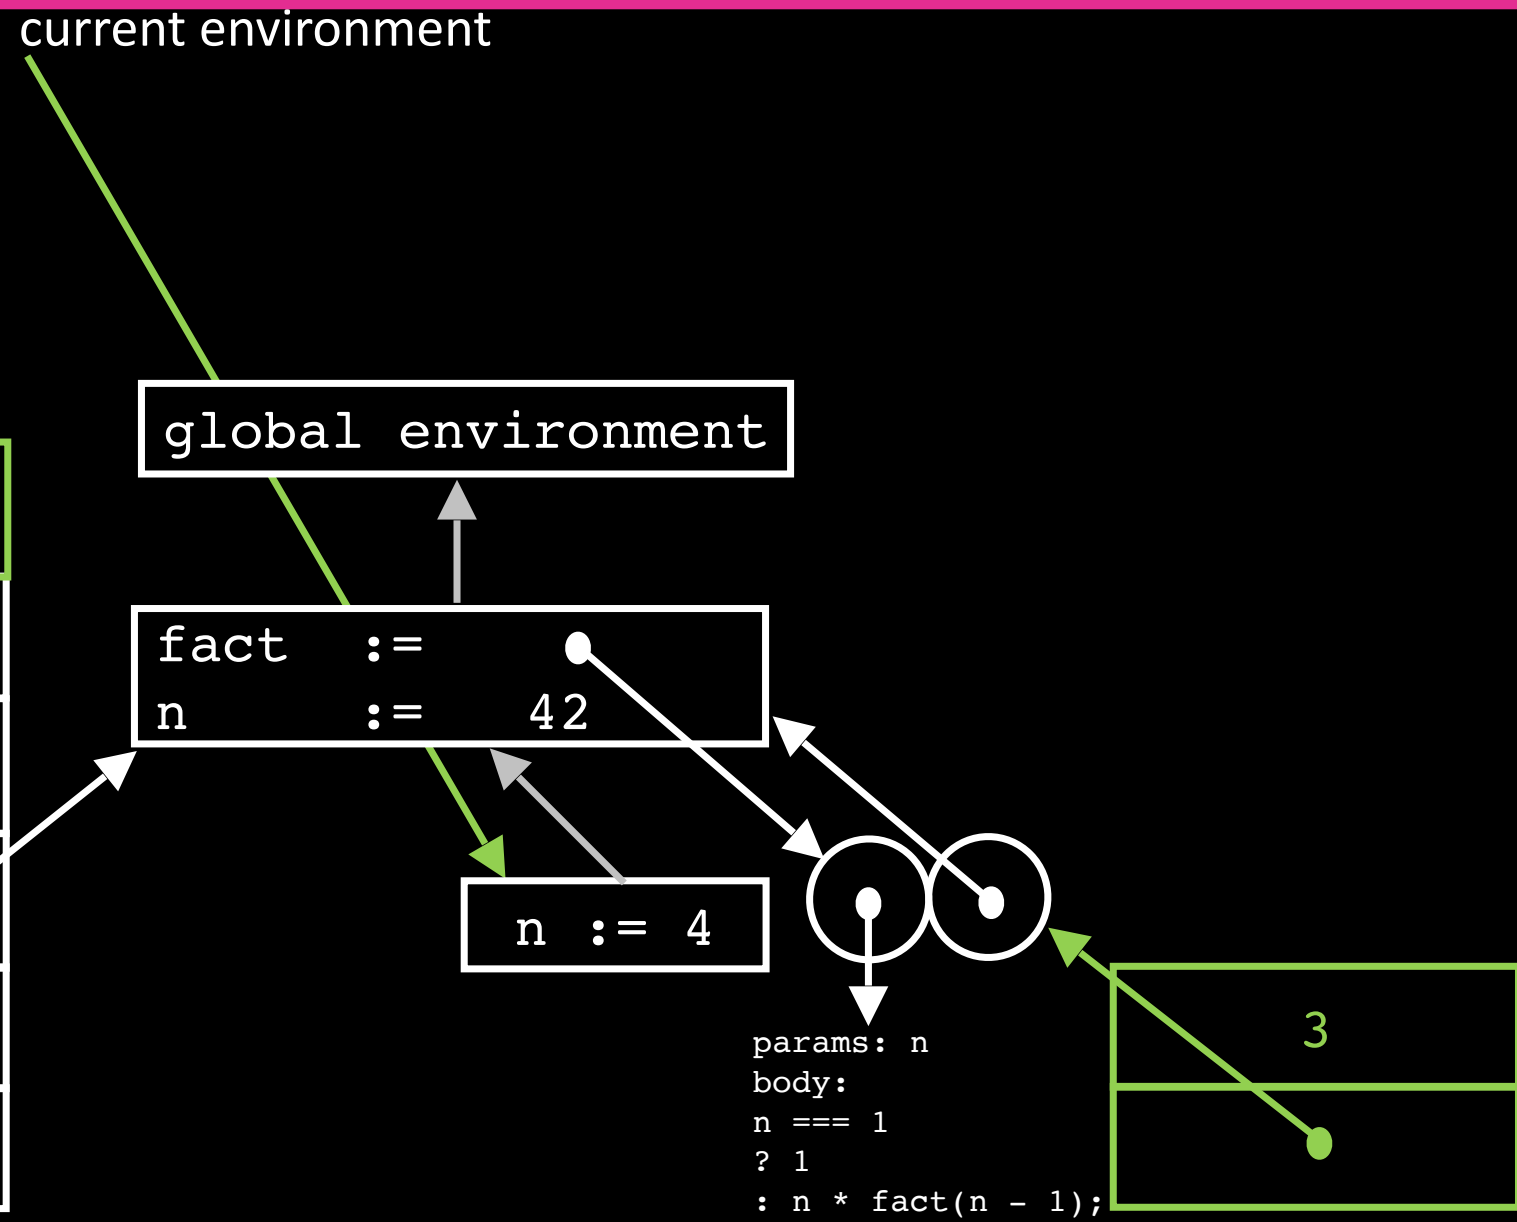 current environment
global environment
fact :=
n := 42
n := 4
3
params: n
body:
n === 1
? 1
: n * fact(n - 1);